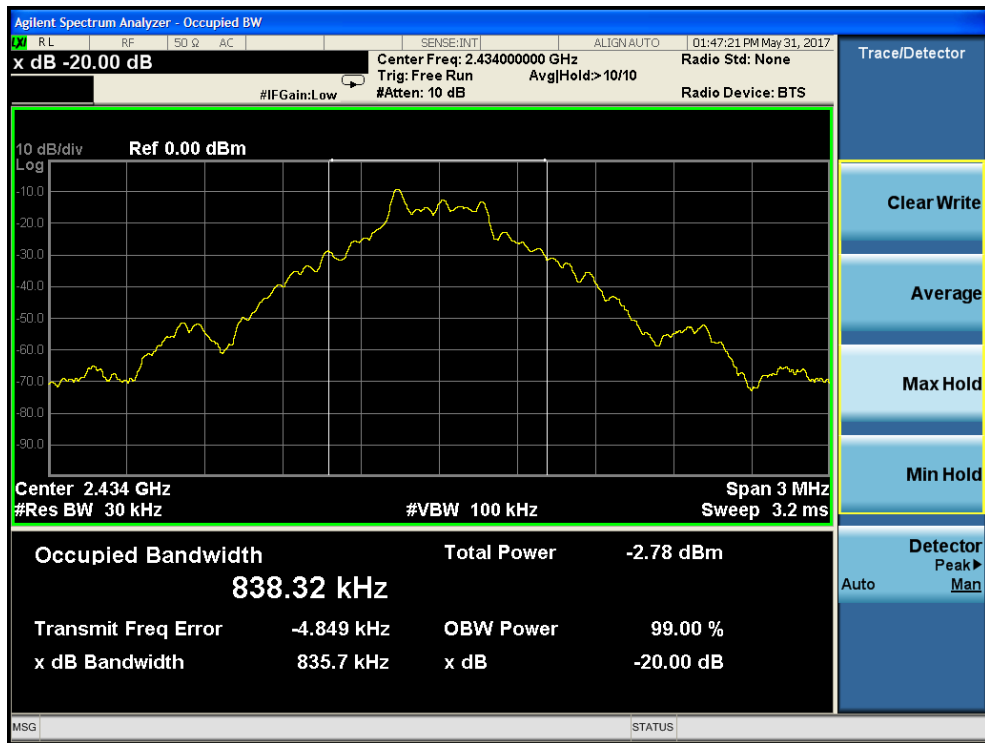 Agilent Spectrum Analyzer - Occupied BW
LXI RL RF 50 Ω AC SENSE:INT ALIGN AUTO 01:47:21 PM May 31, 2017
x dB -20.00 dB
Center Freq: 2.434000000 GHz
Radio Std: None
Trig: Free Run Avg|Hold:>10/10
#IFGain:Low
#Atten: 10 dB
Radio Device: BTS
Trace/Detector
10 dB/div Ref 0.00 dBm
Log
-10.0
-20.0
-30.0
-40.0
-50.0
-60.0
-70.0
-80.0
-90.0
Center 2.434 GHz Span 3 MHz
#Res BW 30 kHz #VBW 100 kHz Sweep 3.2 ms
Clear Write
Average
Max Hold
Min Hold
Detector
Peak▶
Auto Man
Occupied Bandwidth Total Power -2.78 dBm
838.32 kHz
Transmit Freq Error -4.849 kHz OBW Power 99.00 %
x dB Bandwidth 835.7 kHz x dB -20.00 dB
MSG STATUS